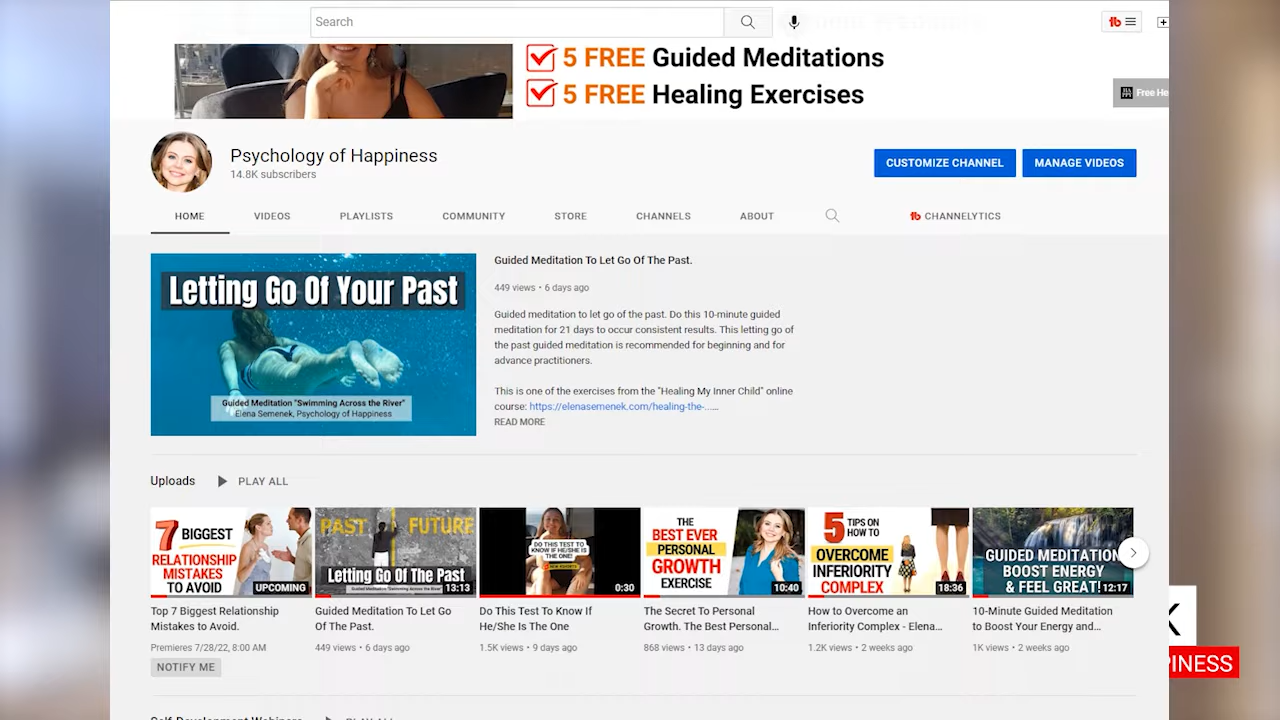 Search
5 FREE Guided Meditations
5 FREE Healing Exercises
Free He
Psychology of Happiness
14.8K subscribers
CUSTOMIZE CHANNEL
MANAGE VIDEOS
HOME
VIDEOS
PLAYLISTS
COMMUNITY
STORE
CHANNELS
ABOUT
CHANNELYTICS
Letting Go Of Your Past
Guided Meditation "Swimming Across the River"
Elena Semenek, Psychology of Happiness
Guided Meditation To Let Go Of The Past.
449 views • 6 days ago
Guided meditation to let go of the past. Do this 10-minute guided
meditation for 21 days to occur consistent results. This letting go of
the past guided meditation is recommended for beginning and for
advance practitioners.
This is one of the exercises from the "Healing My Inner Child" online
course: https://elenasemenek.com/healing-the-...…
READ MORE
Uploads
PLAY ALL
7 BIGGEST
RELATIONSHIP
MISTAKES
TO AVOID
UPCOMING
Top 7 Biggest Relationship
Mistakes to Avoid.
Premieres 7/28/22, 8:00 AM
NOTIFY ME
PAST FUTURE
Letting Go Of The Past
13:13
Guided Meditation To Let Go
Of The Past.
449 views • 6 days ago
DO THIS TEST TO
KNOW IF HE/SHE
IS THE ONE!
0:30
Do This Test To Know If
He/She Is The One
1.5K views • 9 days ago
THE
BEST EVER
PERSONAL
GROWTH
EXERCISE
10:40
The Secret To Personal
Growth. The Best Personal...
868 views • 13 days ago
5 TIPS ON
HOW TO
OVERCOME
INFERIORITY
COMPLEX
18:36
How to Overcome an
Inferiority Complex - Elena...
1.2K views • 2 weeks ago
GUIDED MEDITATION
BOOST ENERGY
& FEEL GREAT!
12:17
10-Minute Guided Meditation
to Boost Your Energy and...
1K views • 2 weeks ago
K
PINESS
Self-Development Webinars
PLAY ALL